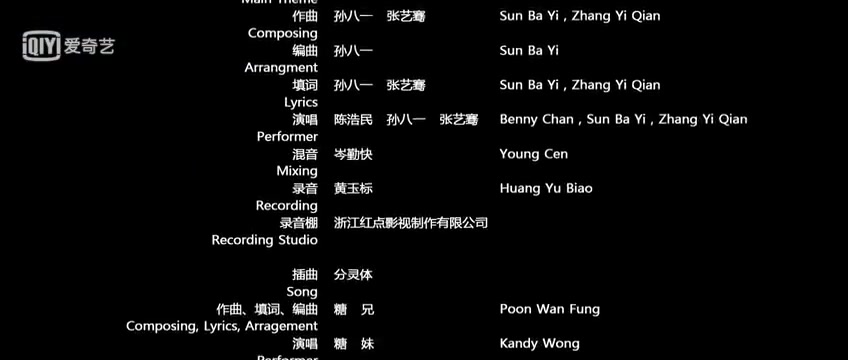 Main Theme
作曲 孙八一 张艺骞 Sun Ba Yi , Zhang Yi Qian
Composing
iQIYI 爱奇艺
编曲 孙八一 Sun Ba Yi
Arrangment
填词 孙八一 张艺骞 Sun Ba Yi , Zhang Yi Qian
Lyrics
演唱 陈浩民 孙八一 张艺骞 Benny Chan , Sun Ba Yi , Zhang Yi Qian
Performer
混音 岑勤快 Young Cen
Mixing
录音 黄玉标 Huang Yu Biao
Recording
录音棚 浙江红点影视制作有限公司
Recording Studio
插曲 分灵体
Song
作曲、填词、编曲 糖 兄 Poon Wan Fung
Composing, Lyrics, Arragement
演唱 糖 妹 Kandy Wong
Performer